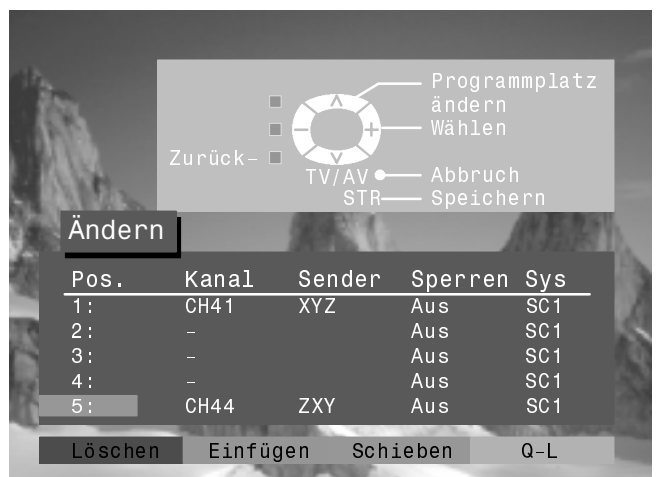 Programmplatz
ändern
Wählen
Zurück–
TV/AV Abbruch
STR Speichern
Ändern
Pos. Kanal Sender Sperren Sys
1: CH41 XYZ Aus SC1
2: – Aus SC1
3: – Aus SC1
4: – Aus SC1
5: CH44 ZXY Aus SC1
Löschen Einfügen Schieben Q–L